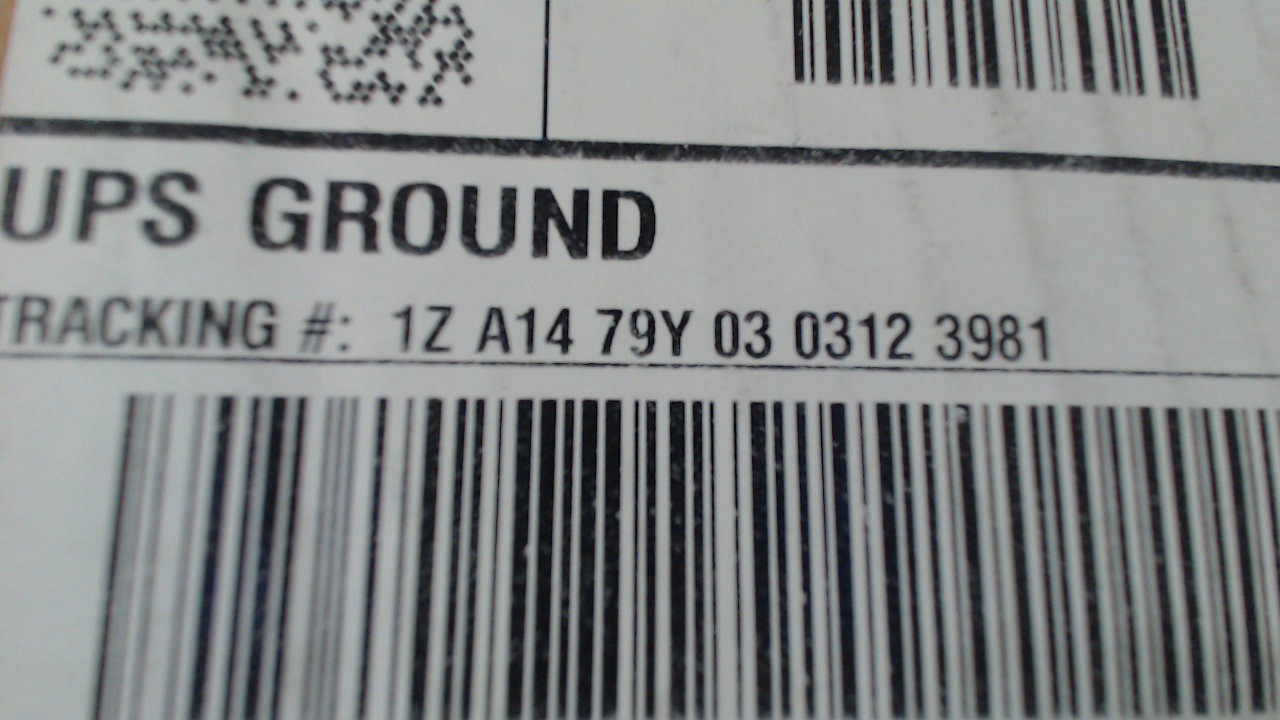 UPS GROUND
TRACKING #: 1Z A14 79Y 03 0312 3981